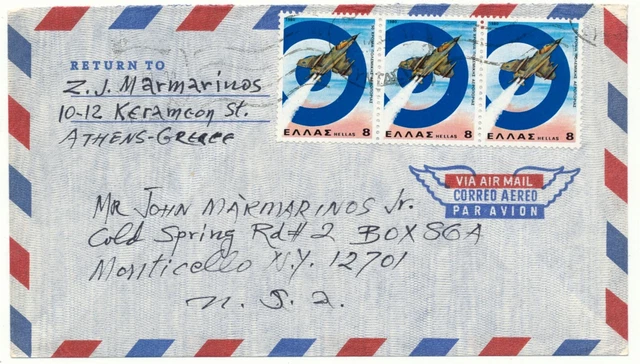 RETURN TO
Z.J. Marmarinos
10-12 Kerameon St.
ATHENS-GREECE
ΕΛΛΑΣ HELLAS 8
ΕΛΛΑΣ HELLAS 8
ΕΛΛΑΣ HELLAS 8
VIA AIR MAIL
CORREO AEREO
PAR AVION
MR JOHN MARMARINOS Jr.
Cold Spring Rd # 2 BOX 86A
Monticello N.Y. 12701
U.S.A.